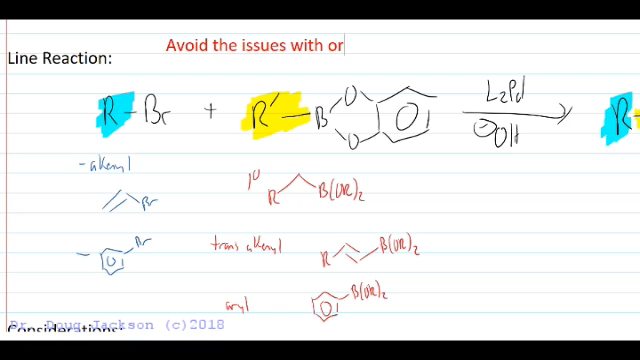 Avoid the issues with or
Line Reaction:
R - Br + R' - B O O L2Pd ⊖OH R
- alkenyl
Br
1° R B(OR)2
- Br trans alkenyl R B(OR)2
aryl B(OR)2
Dr. Doug Jackson (c)2018
Considerations: